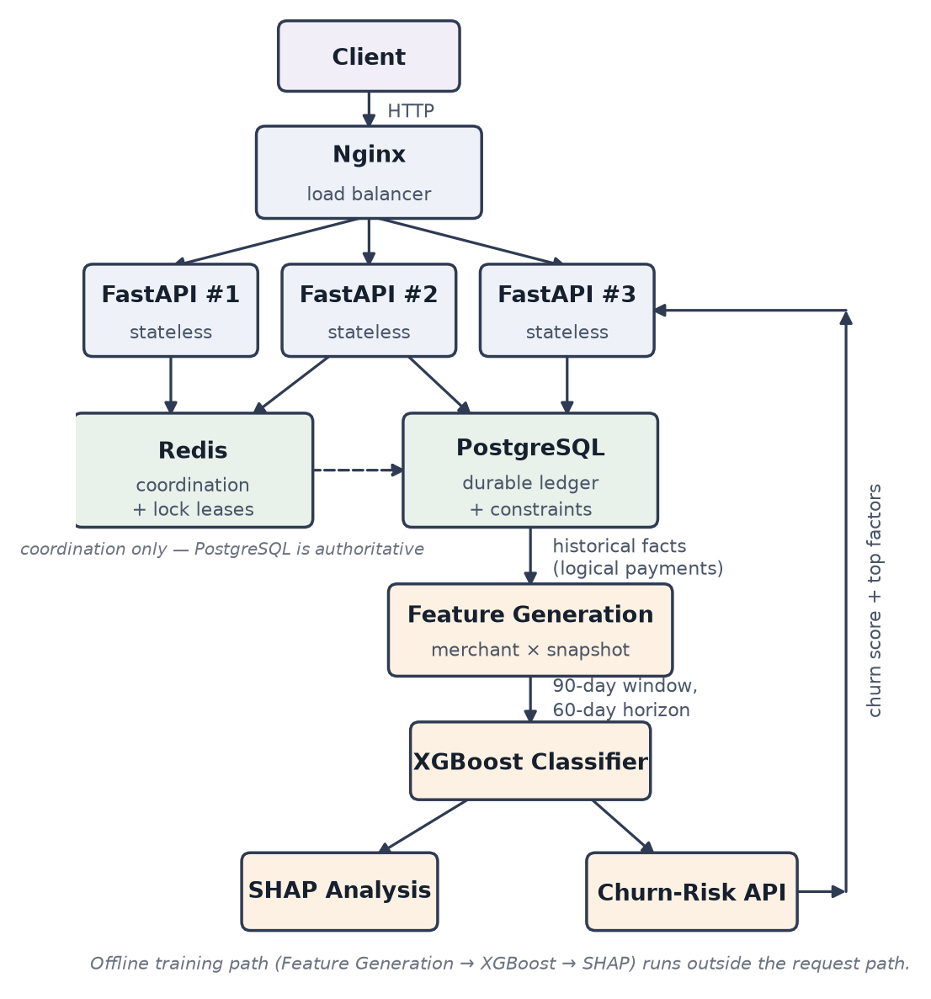 Client
HTTP
Nginx
load balancer
FastAPI #1
stateless
FastAPI #2
stateless
FastAPI #3
stateless
Redis
coordination
+ lock leases
PostgreSQL
durable ledger
+ constraints
coordination only — PostgreSQL is authoritative
historical facts
(logical payments)
Feature Generation
merchant × snapshot
90-day window,
60-day horizon
XGBoost Classifier
SHAP Analysis
Churn-Risk API
churn score + top factors
Offline training path (Feature Generation → XGBoost → SHAP) runs outside the request path.